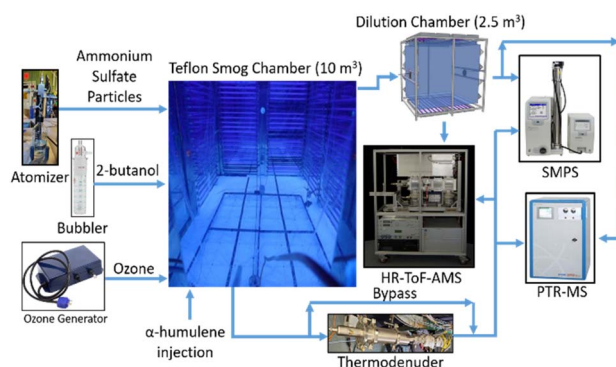 Dilution Chamber (2.5 m³)
Ammonium
Sulfate
Particles
Teflon Smog Chamber (10 m³)
Atomizer
2-butanol
SMPS
Bubbler
Ozone
HR-ToF-AMS
PTR-MS
Bypass
Ozone Generator
α-humulene
injection
Thermodenuder